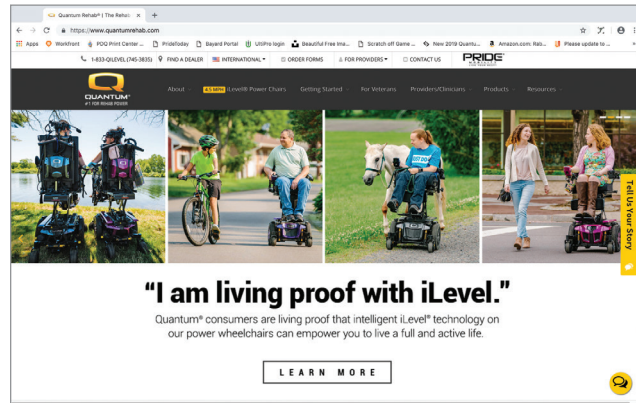 Quantum Rehab® | The Rehab
https://www.quantumrehab.com
Apps Workfront PDQ Print Center ... Pridetoday Bayard Portal UltiPro login Beautiful Free Ima... Scratch off Game ... New 2019 Quantu... Amazon.com: Rab... Please update to ...
1-833-QILEVEL (745-3835) FIND A DEALER INTERNATIONAL ORDER FORMS FOR PROVIDERS CONTACT US PRIDE
QUANTUM®
#1 FOR REHAB POWER
About 4.5 MPH iLevel® Power Chairs Getting Started For Veterans Providers/Clinicians Products Resources
Tell Us Your Story
“I am living proof with iLevel.”
Quantum® consumers are living proof that intelligent iLevel® technology on
our power wheelchairs can empower you to live a full and active life.
LEARN MORE